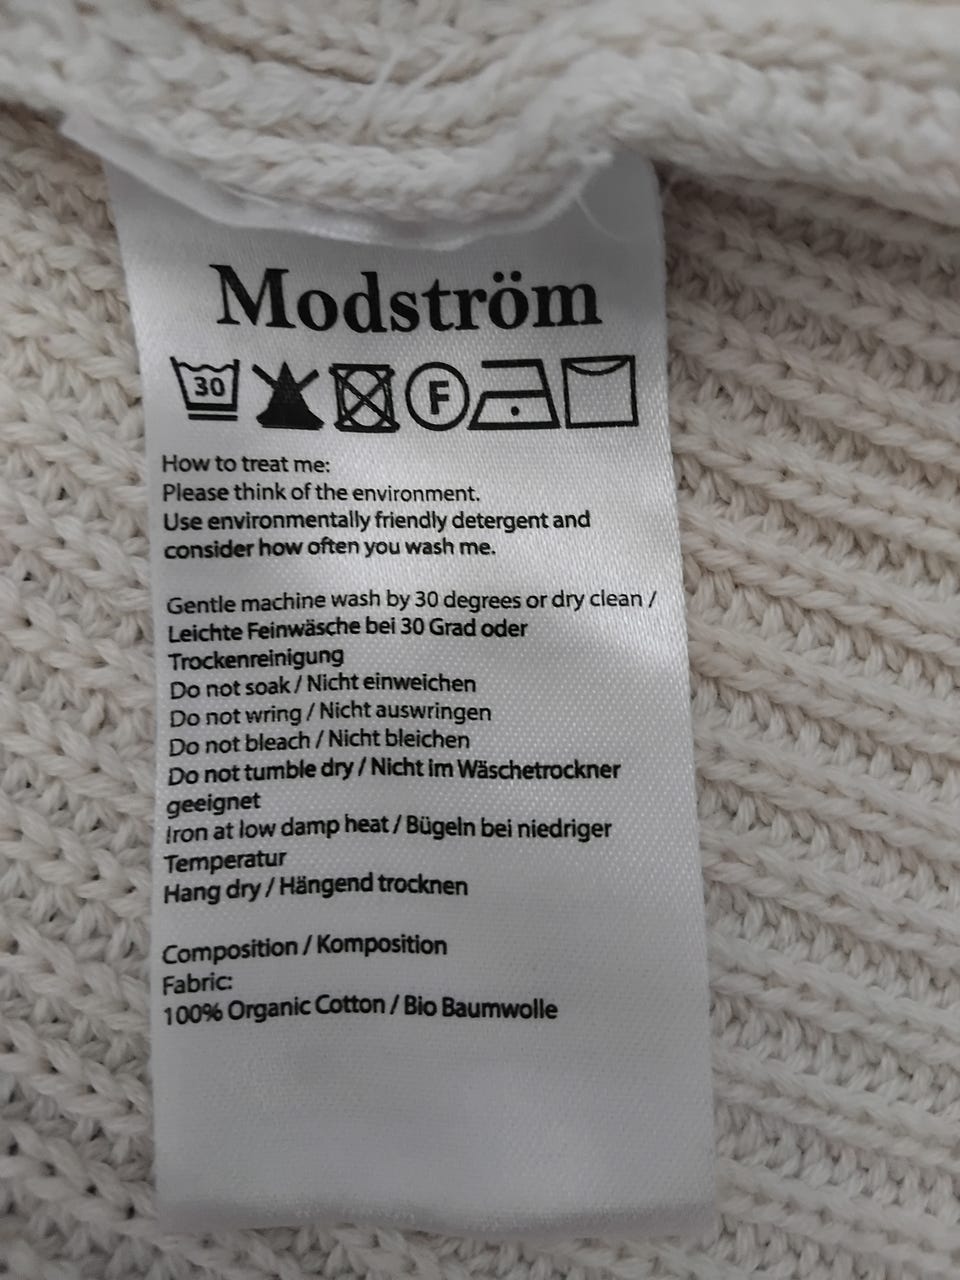 Modström
30 F
How to treat me:
Please think of the environment.
Use environmentally friendly detergent and
consider how often you wash me.
Gentle machine wash by 30 degrees or dry clean /
Leichte Feinwäsche bei 30 Grad oder
Trockenreinigung
Do not soak / Nicht einweichen
Do not wring / Nicht auswringen
Do not bleach / Nicht bleichen
Do not tumble dry / Nicht im Wäschetrockner
geeignet
Iron at low damp heat / Bügeln bei niedriger
Temperatur
Hang dry / Hängend trocknen
Composition / Komposition
Fabric:
100% Organic Cotton / Bio Baumwolle